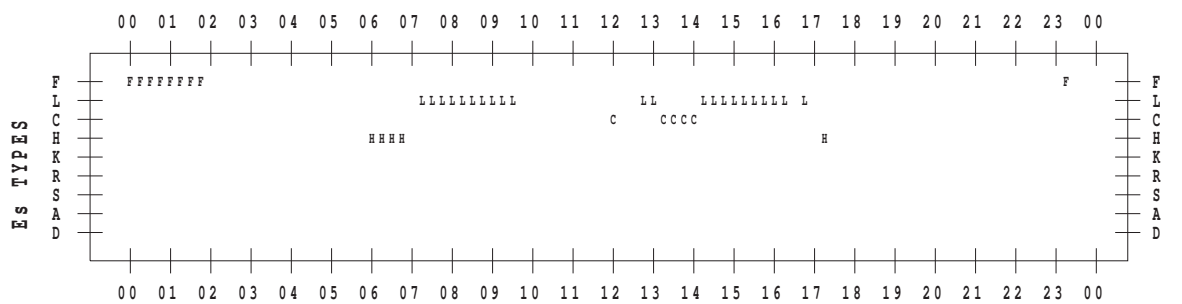 00 01 02 03 04 05 06 07 08 09 10 11 12 13 14 15 16 17 18 19 20 21 22 23 00
F FFFFFFFF F F
L LLLLLLLLLL LL LLLLLLLLL L L
C C CCCC C
H HHHH H H
K K
R R
S S
A A
D D
Es TYPES
00 01 02 03 04 05 06 07 08 09 10 11 12 13 14 15 16 17 18 19 20 21 22 23 00